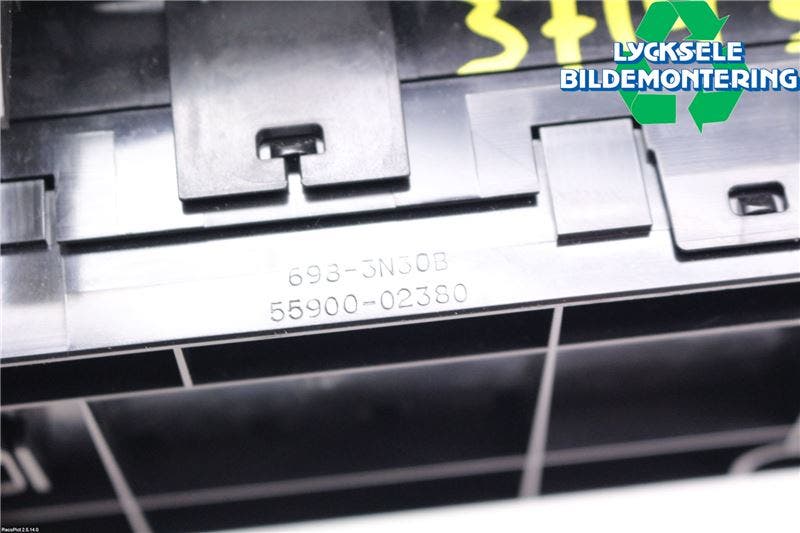 LYCKSELE
BILDEMONTERING
693-3N30B
55900-02380